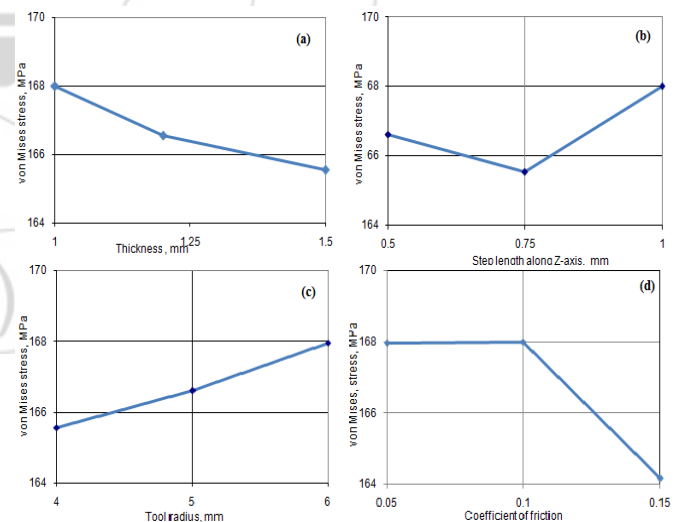 170
(a)
168
166
164
von Mises stress, MPa
1
1.25
1.5
Thickness, mm
170
(b)
168
166
164
von Mises stress, MPa
0.5
0.75
1
Step length along Z-axis, mm
170
(c)
168
166
164
von Mises stress, MPa
4
5
6
Tool radius, mm
170
(d)
168
166
164
von Mises, stress, MPa
0.05
0.1
0.15
Coefficient of friction